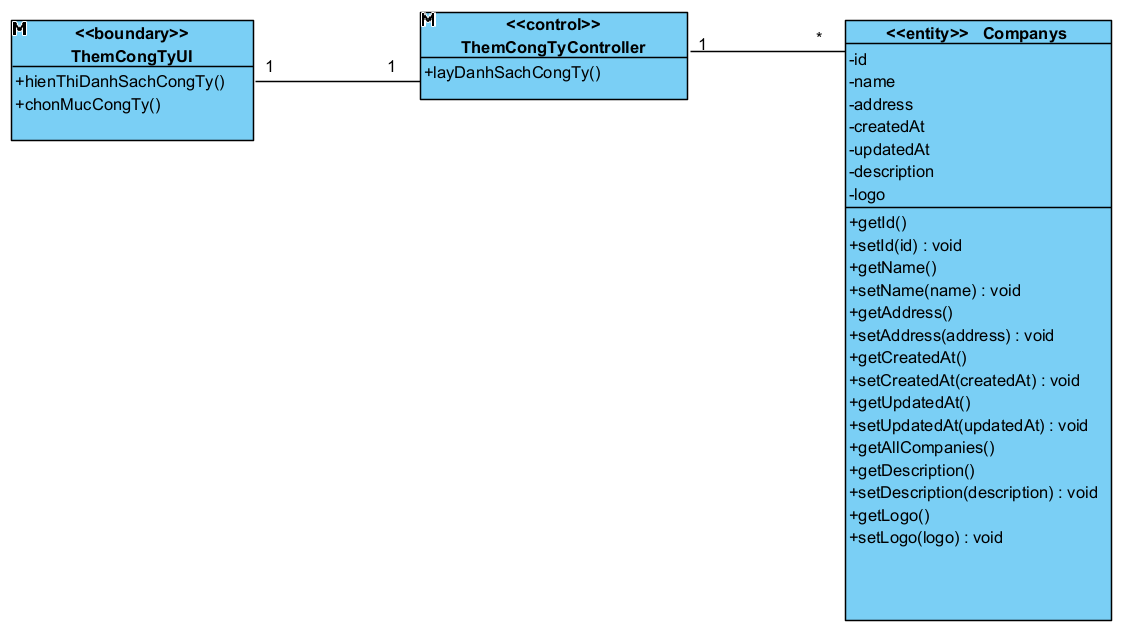 M
<<boundary>>
ThemCongTyUI
+hienThiDanhSachCongTy()
+chonMucCongTy()
1
1
M
<<control>>
ThemCongTyController
+layDanhSachCongTy()
1
*
<<entity>> Companys
-id
-name
-address
-createdAt
-updatedAt
-description
-logo
+getId()
+setId(id) : void
+getName()
+setName(name) : void
+getAddress()
+setAddress(address) : void
+getCreatedAt()
+setCreatedAt(createdAt) : void
+getUpdatedAt()
+setUpdatedAt(updatedAt) : void
+getAllCompanies()
+getDescription()
+setDescription(description) : void
+getLogo()
+setLogo(logo) : void